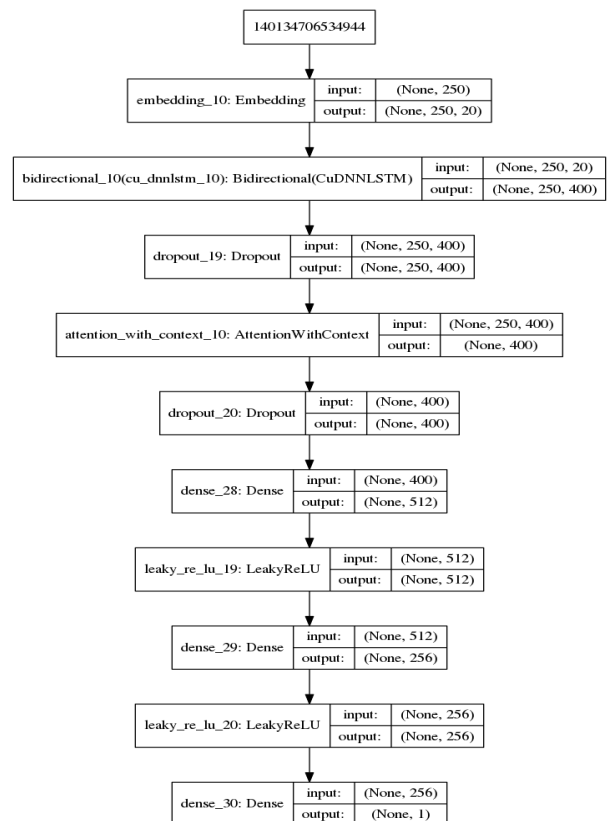 140134706534944
embedding_10: Embedding
input: (None, 250)
output: (None, 250, 20)
bidirectional_10(cu_dnnlstm_10): Bidirectional(CuDNNLSTM)
input: (None, 250, 20)
output: (None, 250, 400)
dropout_19: Dropout
input: (None, 250, 400)
output: (None, 250, 400)
attention_with_context_10: AttentionWithContext
input: (None, 250, 400)
output: (None, 400)
dropout_20: Dropout
input: (None, 400)
output: (None, 400)
dense_28: Dense
input: (None, 400)
output: (None, 512)
leaky_re_lu_19: LeakyReLU
input: (None, 512)
output: (None, 512)
dense_29: Dense
input: (None, 512)
output: (None, 256)
leaky_re_lu_20: LeakyReLU
input: (None, 256)
output: (None, 256)
dense_30: Dense
input: (None, 256)
output: (None, 1)